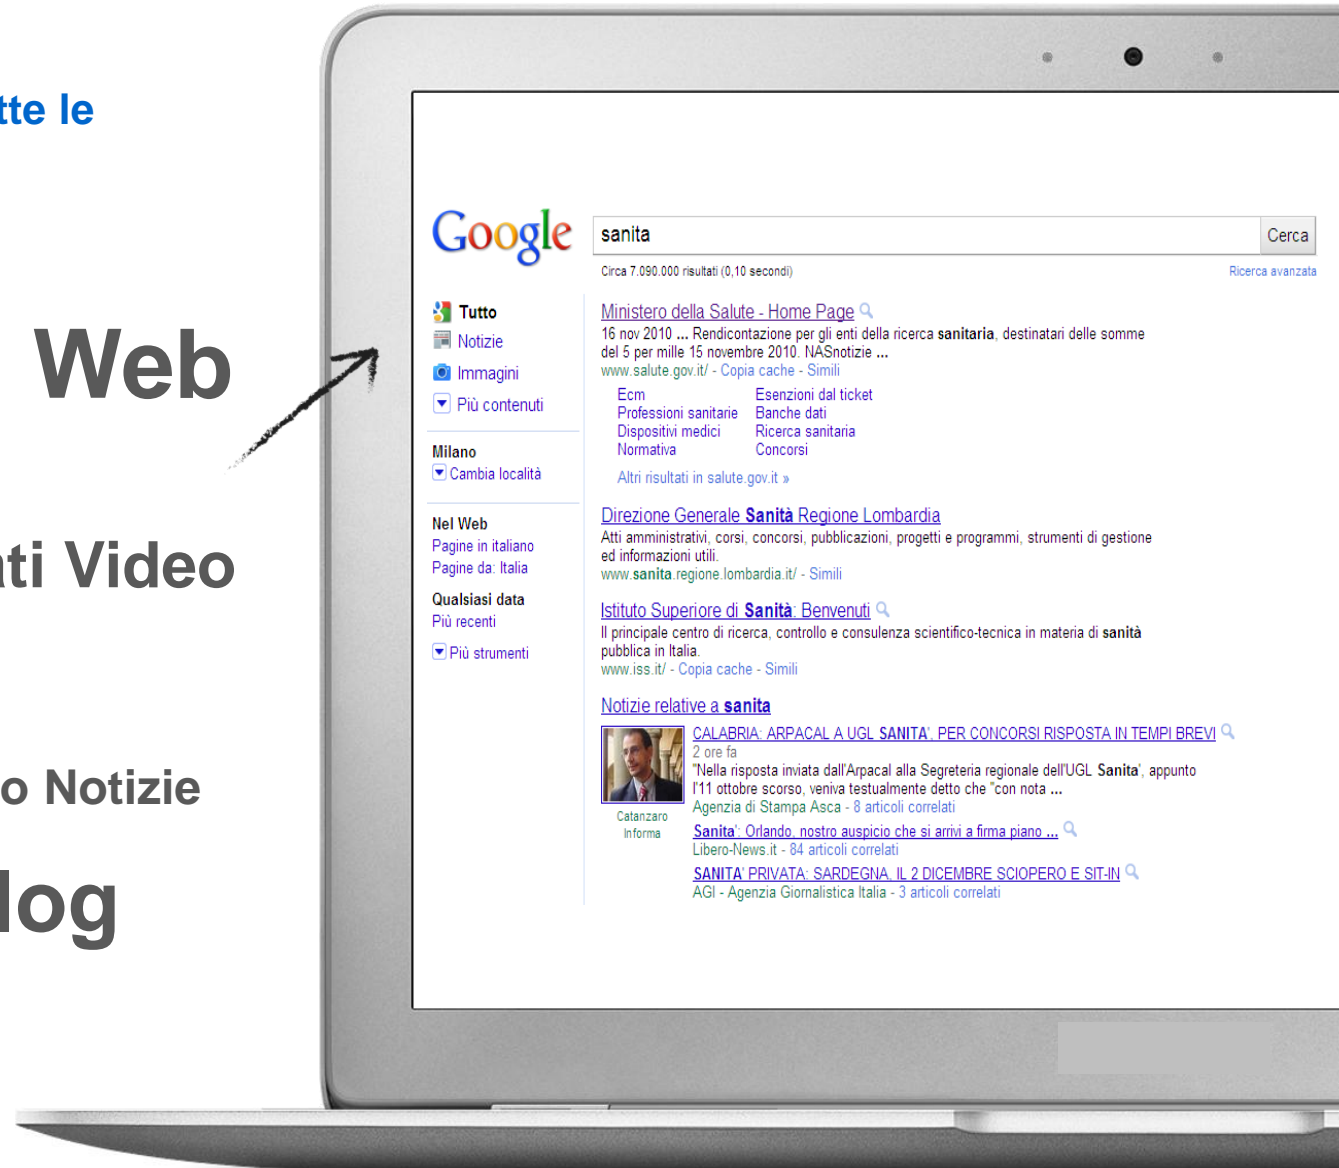 tte le
Web
ati Video
o Notizie
log
Google
sanita
Cerca
Circa 7.090.000 risultati (0,10 secondi)
Ricerca avanzata
Tutto
Notizie
Immagini
Più contenuti
Milano
Cambia località
Nel Web
Pagine in italiano
Pagine da: Italia
Qualsiasi data
Più recenti
Più strumenti
Ministero della Salute - Home Page
16 nov 2010 ... Rendicontazione per gli enti della ricerca sanitaria, destinatari delle somme
del 5 per mille 15 novembre 2010. NASnotizie ...
www.salute.gov.it/ - Copia cache - Simili
Ecm Esenzioni dal ticket
Professioni sanitarie Banche dati
Dispositivi medici Ricerca sanitaria
Normativa Concorsi
Altri risultati in salute.gov.it »
Direzione Generale Sanità Regione Lombardia
Atti amministrativi, corsi, concorsi, pubblicazioni, progetti e programmi, strumenti di gestione
ed informazioni utili.
www.sanita.regione.lombardia.it/ - Simili
Istituto Superiore di Sanità: Benvenuti
Il principale centro di ricerca, controllo e consulenza scientifico-tecnica in materia di sanità
pubblica in Italia.
www.iss.it/ - Copia cache - Simili
Notizie relative a sanita
CALABRIA: ARPACAL A UGL SANITA', PER CONCORSI RISPOSTA IN TEMPI BREVI
2 ore fa
"Nella risposta inviata dall'Arpacal alla Segreteria regionale dell'UGL Sanita', appunto
l'11 ottobre scorso, veniva testualmente detto che "con nota ...
Agenzia di Stampa Asca - 8 articoli correlati
Catanzaro
Informa
Sanita': Orlando, nostro auspicio che si arrivi a firma piano ...
Libero-News.it - 84 articoli correlati
SANITA' PRIVATA: SARDEGNA, IL 2 DICEMBRE SCIOPERO E SIT-IN
AGI - Agenzia Giornalistica Italia - 3 articoli correlati